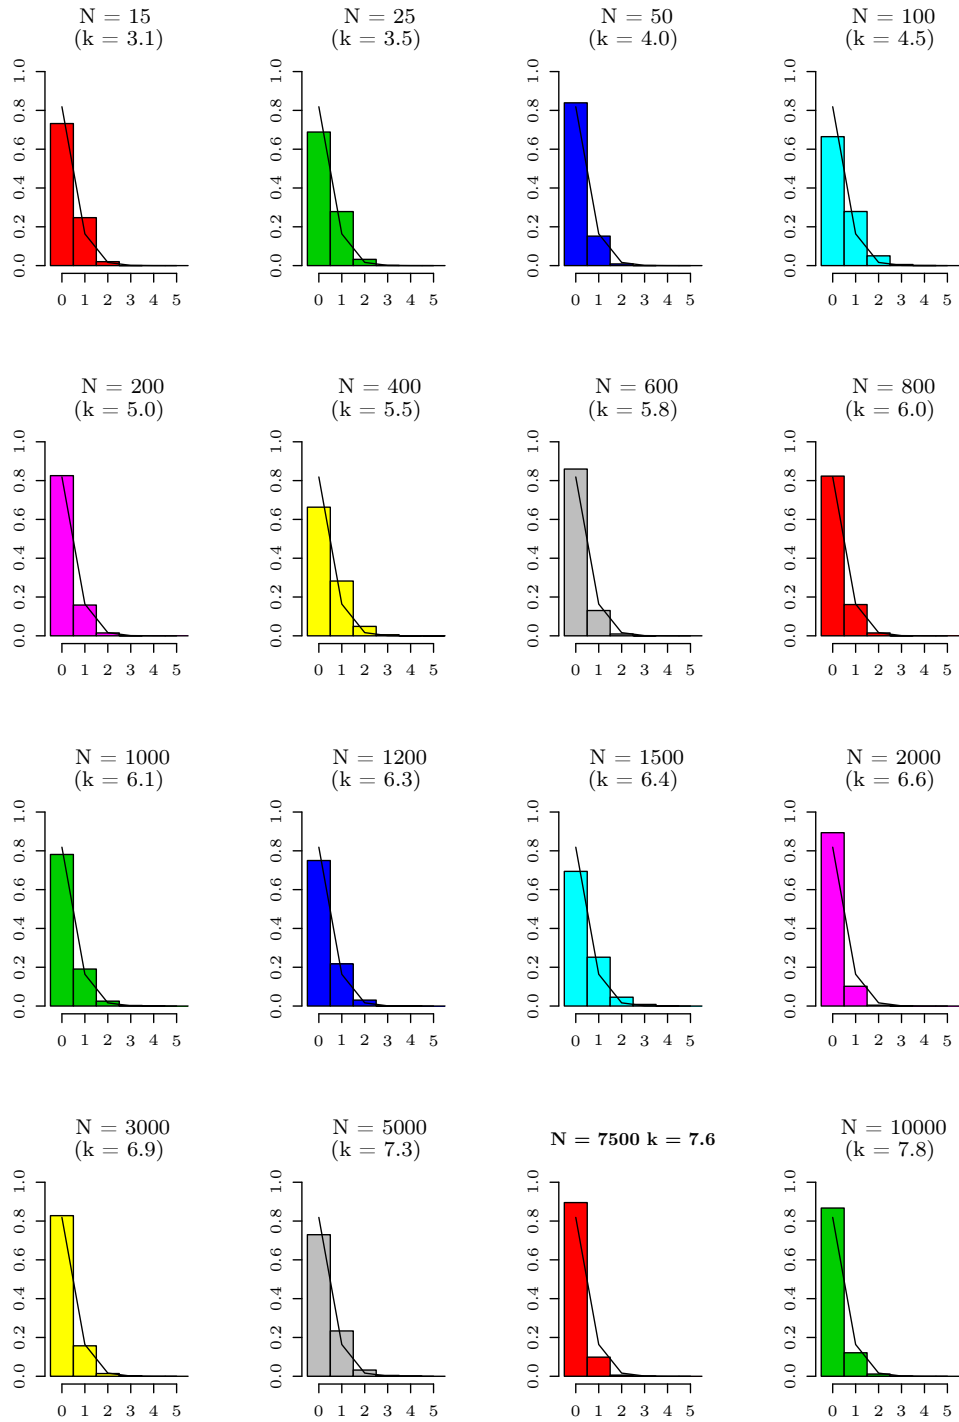 N = 15
(k = 3.1)
0.0 0.2 0.4 0.6 0.8 1.0
0 1 2 3 4 5
N = 25
(k = 3.5)
0.0 0.2 0.4 0.6 0.8 1.0
0 1 2 3 4 5
N = 50
(k = 4.0)
0.0 0.2 0.4 0.6 0.8 1.0
0 1 2 3 4 5
N = 100
(k = 4.5)
0.0 0.2 0.4 0.6 0.8 1.0
0 1 2 3 4 5
N = 200
(k = 5.0)
0.0 0.2 0.4 0.6 0.8 1.0
0 1 2 3 4 5
N = 400
(k = 5.5)
0.0 0.2 0.4 0.6 0.8 1.0
0 1 2 3 4 5
N = 600
(k = 5.8)
0.0 0.2 0.4 0.6 0.8 1.0
0 1 2 3 4 5
N = 800
(k = 6.0)
0.0 0.2 0.4 0.6 0.8 1.0
0 1 2 3 4 5
N = 1000
(k = 6.1)
0.0 0.2 0.4 0.6 0.8 1.0
0 1 2 3 4 5
N = 1200
(k = 6.3)
0.0 0.2 0.4 0.6 0.8 1.0
0 1 2 3 4 5
N = 1500
(k = 6.4)
0.0 0.2 0.4 0.6 0.8 1.0
0 1 2 3 4 5
N = 2000
(k = 6.6)
0.0 0.2 0.4 0.6 0.8 1.0
0 1 2 3 4 5
N = 3000
(k = 6.9)
0.0 0.2 0.4 0.6 0.8 1.0
0 1 2 3 4 5
N = 5000
(k = 7.3)
0.0 0.2 0.4 0.6 0.8 1.0
0 1 2 3 4 5
N = 7500 k = 7.6
0.0 0.2 0.4 0.6 0.8 1.0
0 1 2 3 4 5
N = 10000
(k = 7.8)
0.0 0.2 0.4 0.6 0.8 1.0
0 1 2 3 4 5